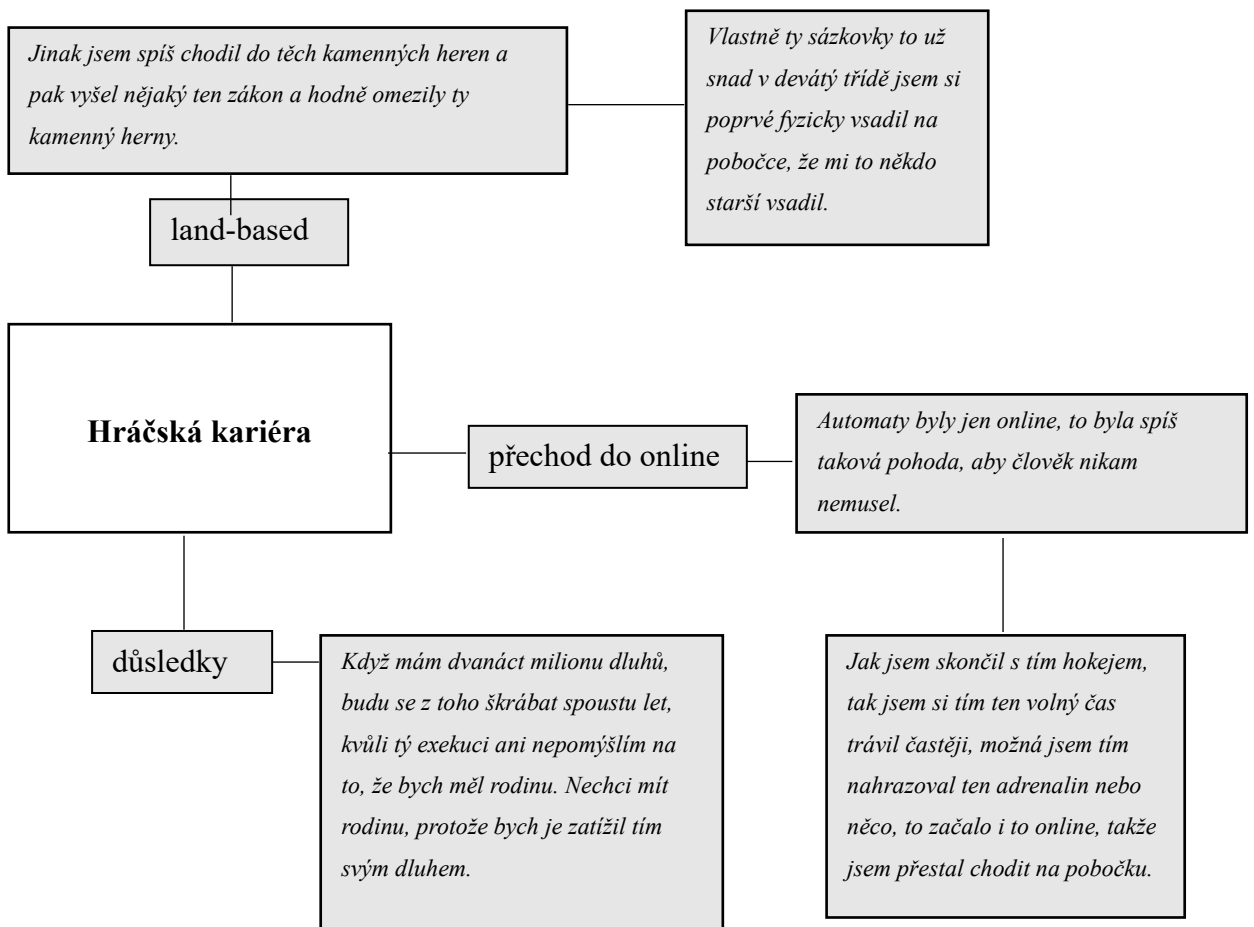 Jinak jsem spíš chodil do těch kamenných heren a
pak vyšel nějaký ten zákon a hodně omezily ty
kamenný herny.
Vlastně ty sázkovky to už
snad v devátý třídě jsem si
poprvé fyzicky vsadil na
pobočce, že mi to někdo
starší vsadil.
land-based
Hráčská kariéra
přechod do online
Automaty byly jen online, to byla spíš
taková pohoda, aby člověk nikam
nemusel.
důsledky
Když mám dvanáct milionu dluhů,
budu se z toho škrábat spoustu let,
kvůli tý exekuci ani nepomýšlím na
to, že bych měl rodinu. Nechci mít
rodinu, protože bych je zatížil tím
svým dluhem.
Jak jsem skončil s tím hokejem,
tak jsem si tím ten volný čas
trávil častěji, možná jsem tím
nahrazoval ten adrenalin nebo
něco, to začalo i to online, takže
jsem přestal chodit na pobočku.